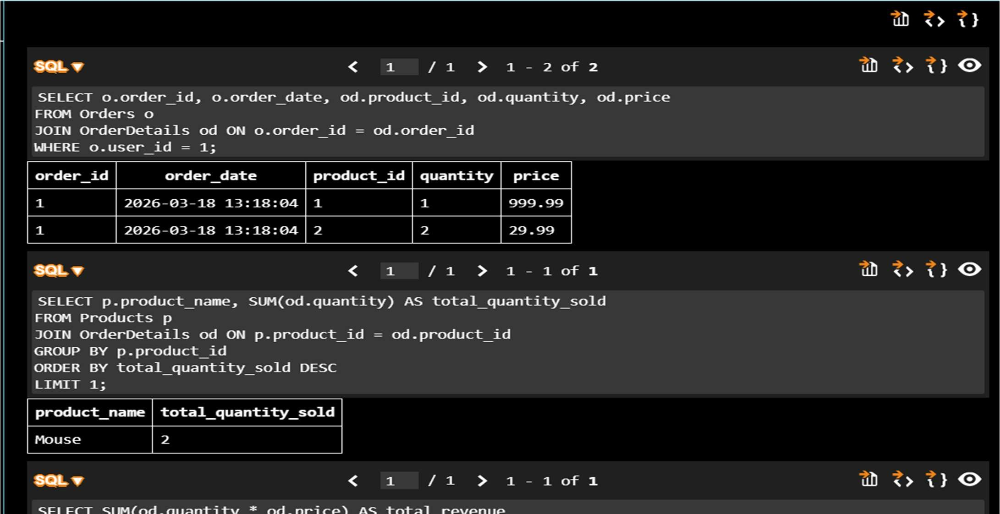 SQL
1 / 1 1 - 2 of 2
SELECT o.order_id, o.order_date, od.product_id, od.quantity, od.price
FROM Orders o
JOIN OrderDetails od ON o.order_id = od.order_id
WHERE o.user_id = 1;
order_id order_date product_id quantity price
1 2026-03-18 13:18:04 1 1 999.99
1 2026-03-18 13:18:04 2 2 29.99
SQL
1 / 1 1 - 1 of 1
SELECT p.product_name, SUM(od.quantity) AS total_quantity_sold
FROM Products p
JOIN OrderDetails od ON p.product_id = od.product_id
GROUP BY p.product_id
ORDER BY total_quantity_sold DESC
LIMIT 1;
product_name total_quantity_sold
Mouse 2
SQL
1 / 1 1 - 1 of 1
SELECT SUM(od.quantity * od.price) AS total_revenue